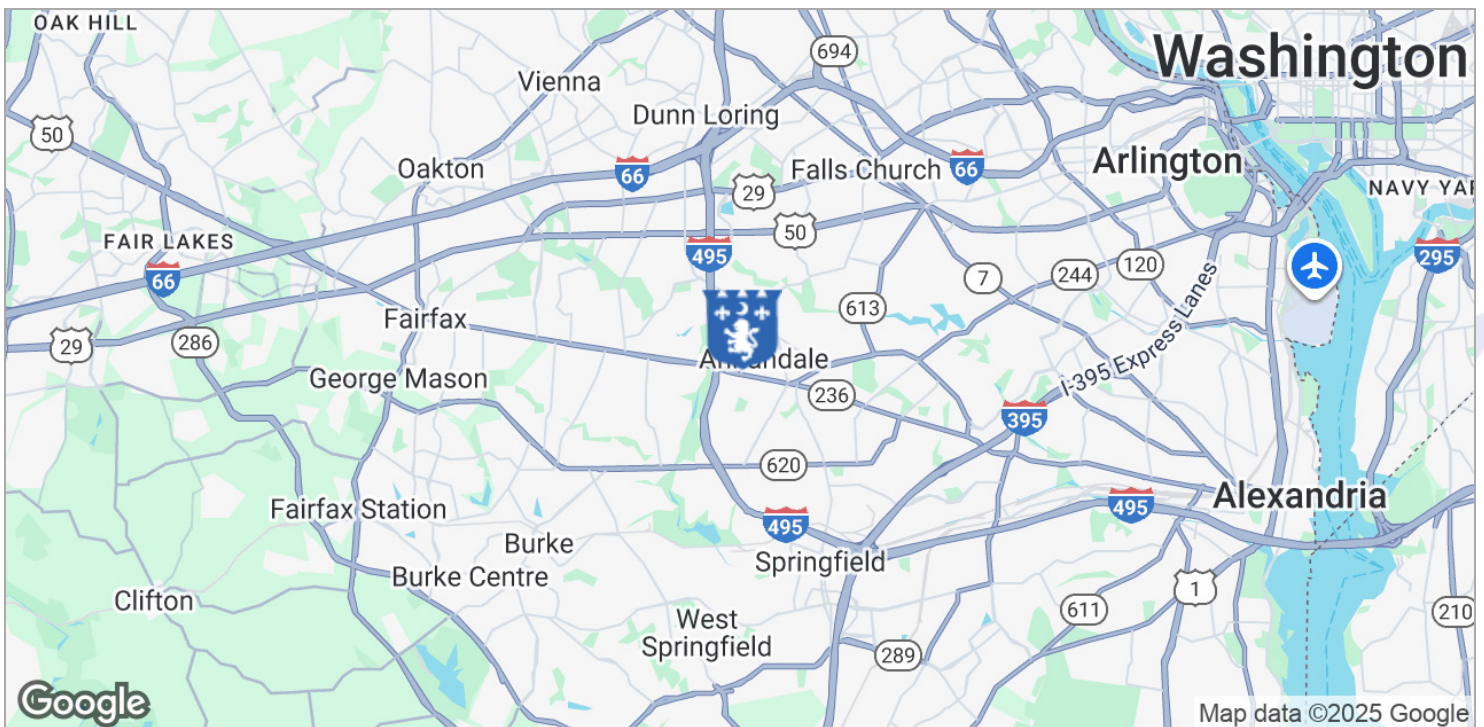 OAK HILL
694
Washington
Vienna
50
Dunn Loring
Oakton
66
29
Falls Church
66
Arlington
NAVY YAR
FAIR LAKES
50
495
66
7
244
120
295
613
Fairfax
29
286
Annandale
I-395 Express Lanes
George Mason
236
395
620
Alexandria
Fairfax Station
495
495
Burke
Springfield
Burke Centre
Clifton
1
611
210
West
Springfield
289
Google
Map data ©2025 Google